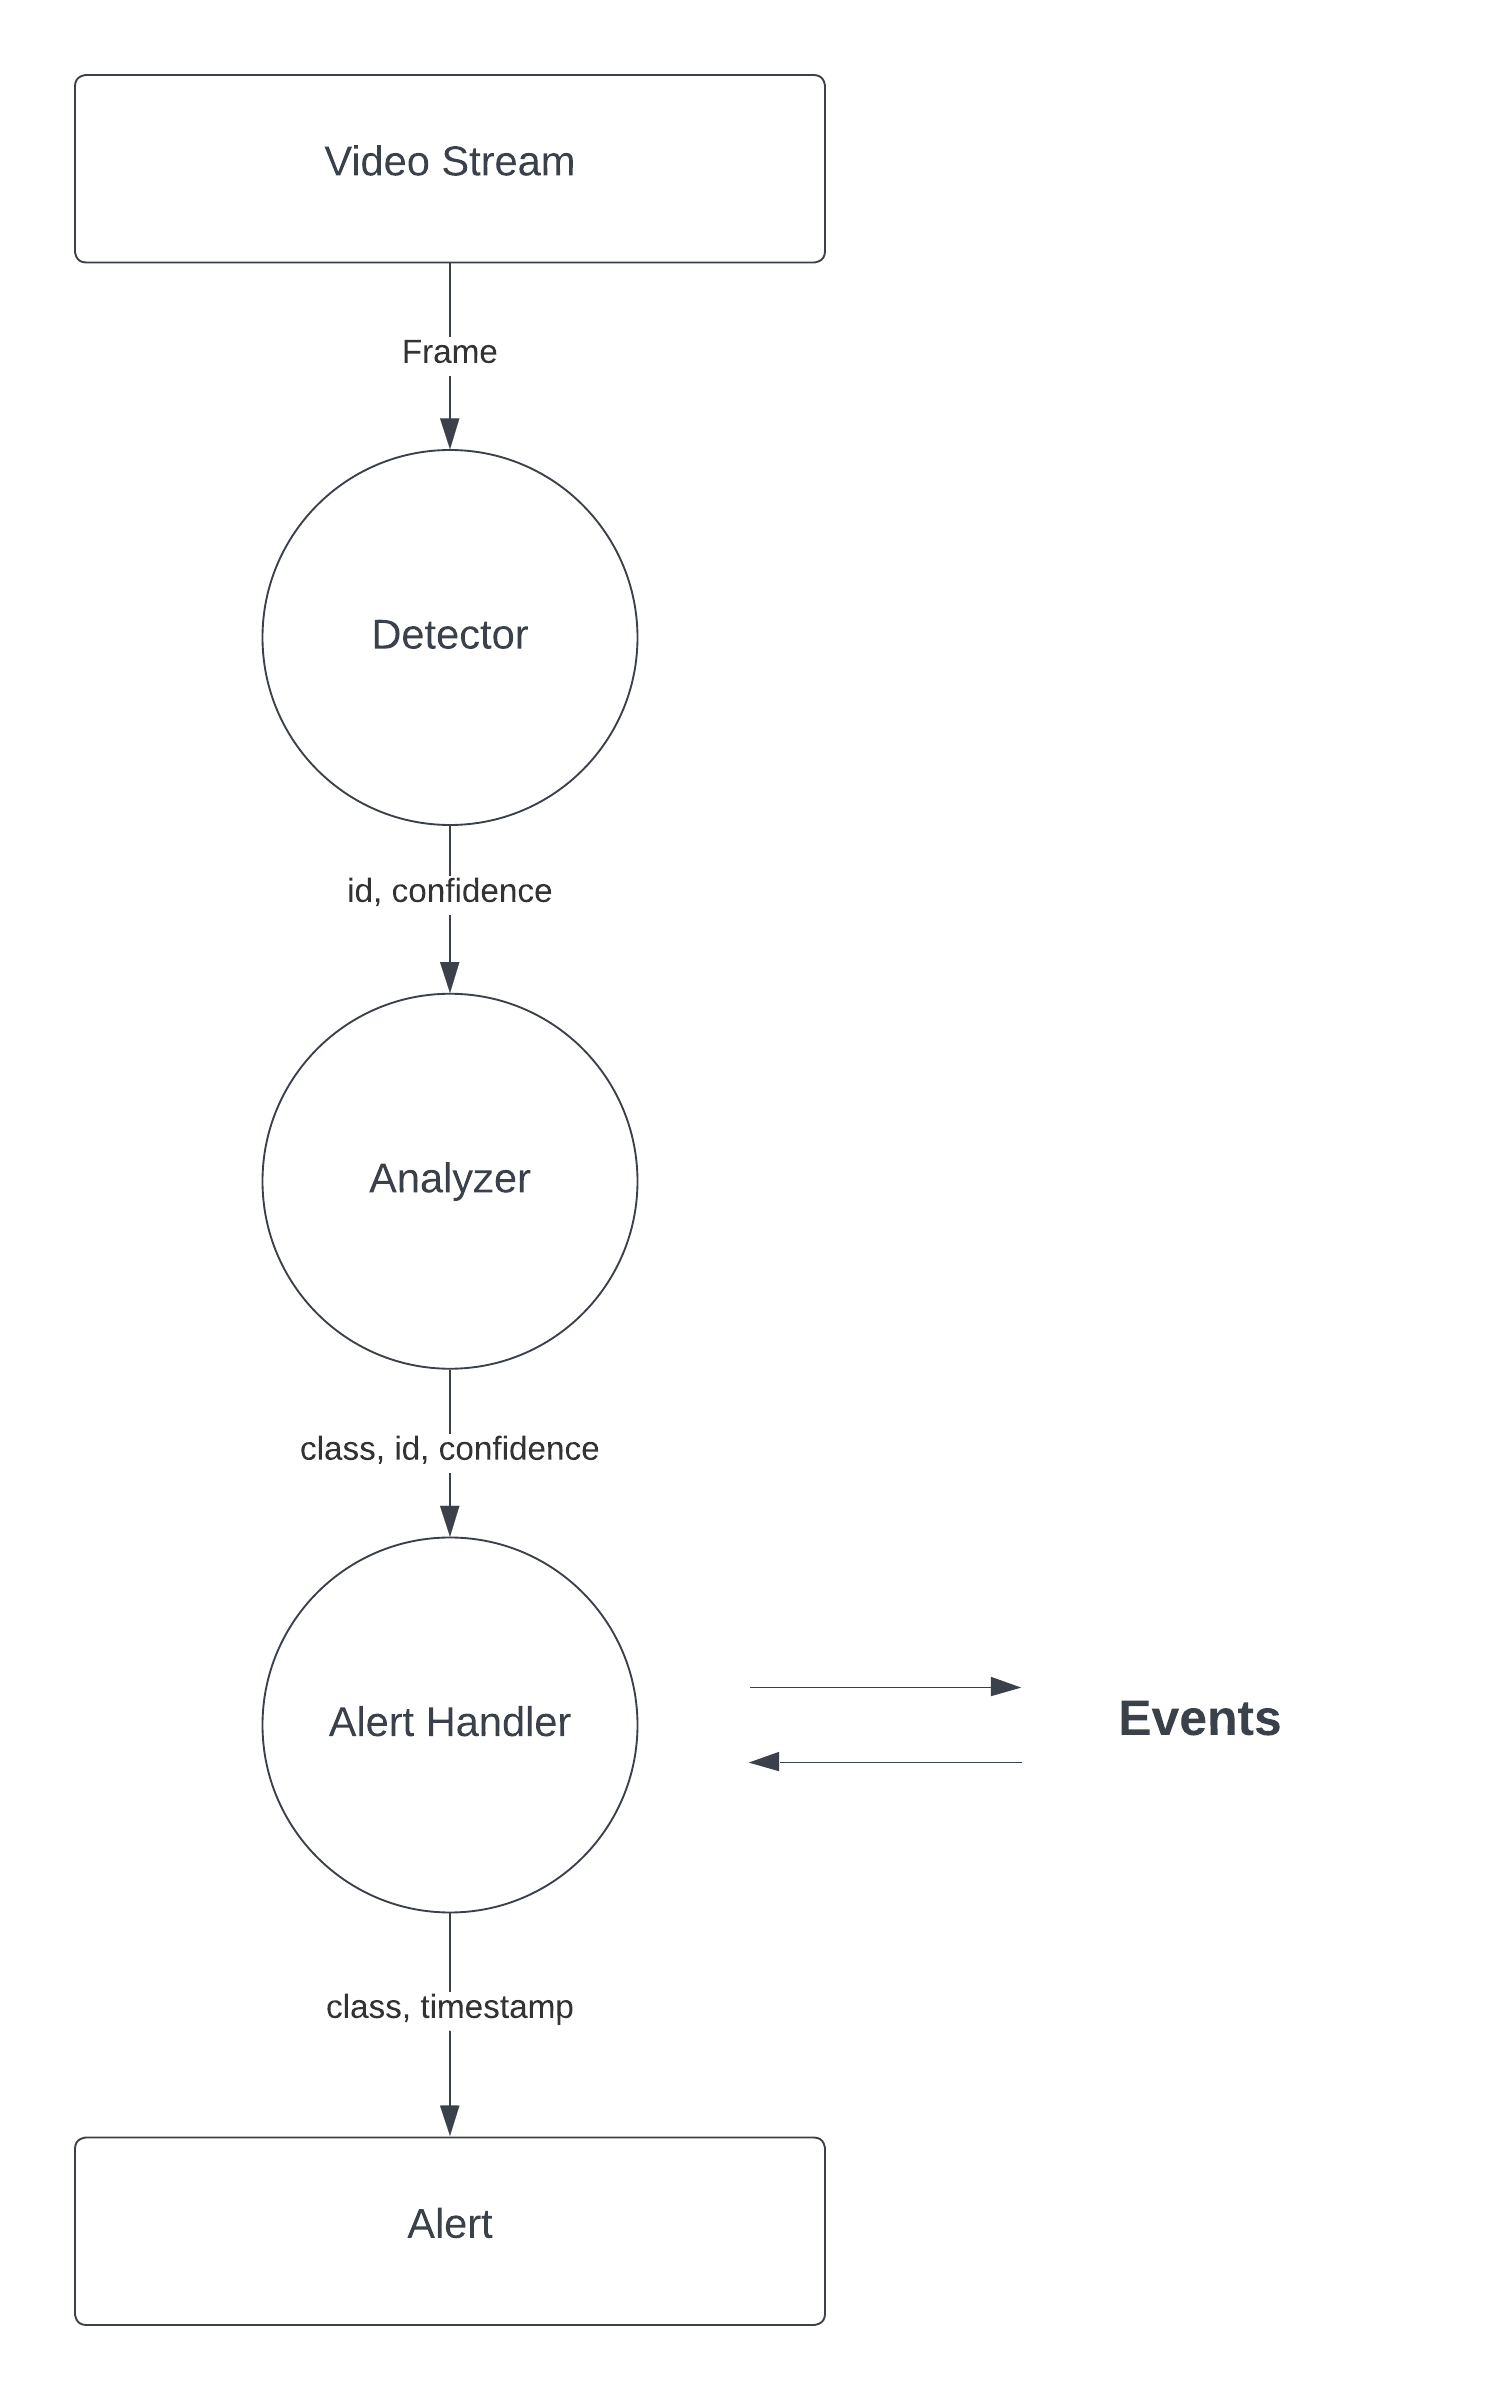 Video Stream
Frame
Detector
id, confidence
Analyzer
class, id, confidence
Alert Handler
Events
class, timestamp
Alert